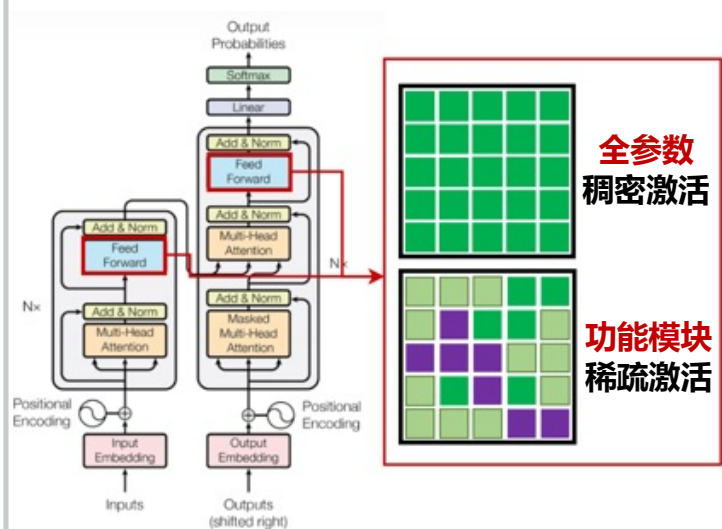 Output
Probabilities
Softmax
Linear
Add & Norm
Feed
Forward
Add & Norm
Multi-Head
Attention
Add & Norm
Masked
Multi-Head
Attention
Nx
Positional
Encoding
Output
Embedding
Outputs
(shifted right)
Add & Norm
Feed
Forward
Add & Norm
Multi-Head
Attention
Nx
Positional
Encoding
Input
Embedding
Inputs
全参数
稠密激活
功能模块
稀疏激活